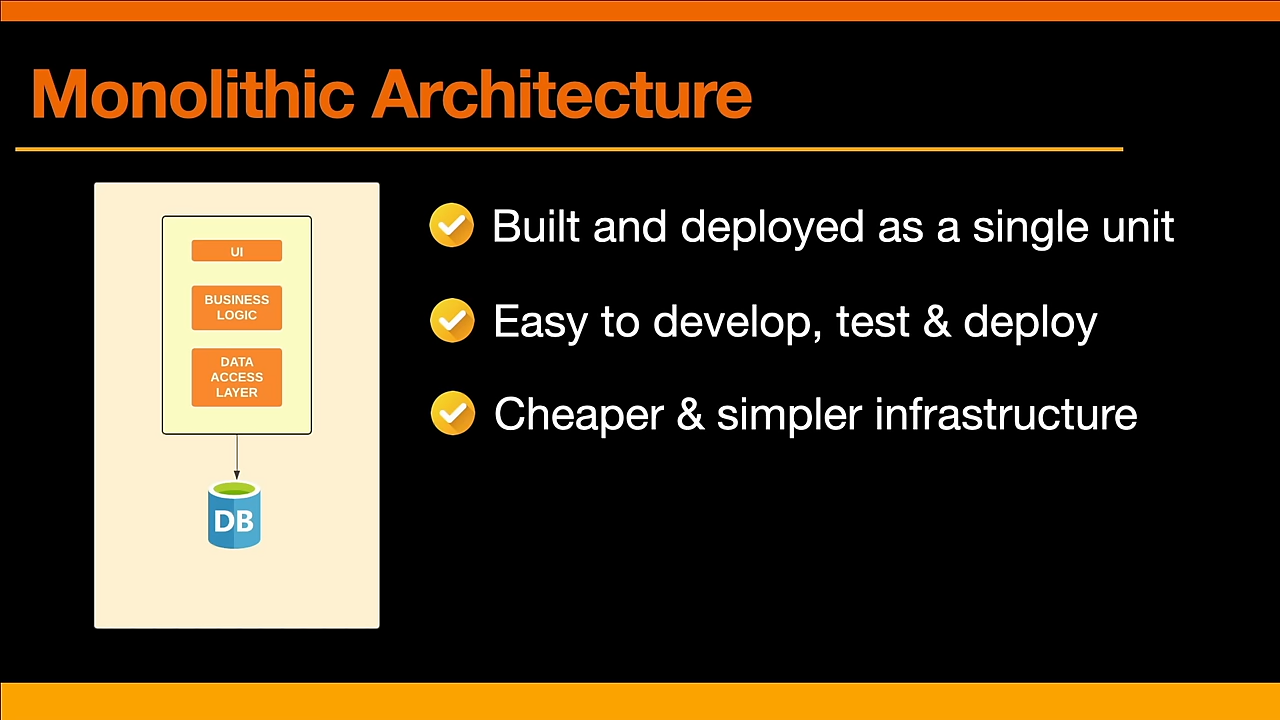 Monolithic Architecture
UI
BUSINESS
LOGIC
DATA
ACCESS
LAYER
DB
Built and deployed as a single unit
Easy to develop, test & deploy
Cheaper & simpler infrastructure